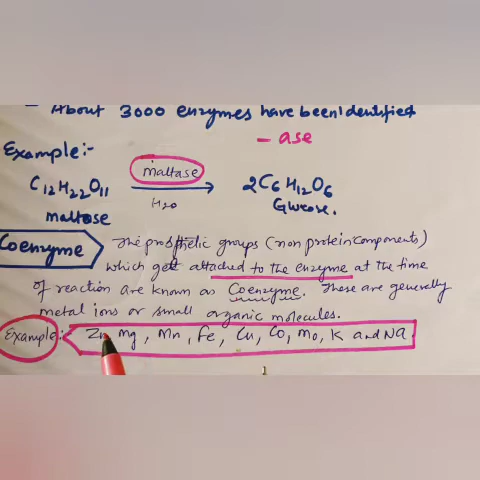 - About 3000 enzymes have been identified
- ase
Example:-
C12H22O11 maltase 2C6H12O6
H2O
maltose Glucose.
Coenzyme The prosthetic groups (non protein components)
which get attached to the enzyme at the time
of reaction are known as Coenzyme. These are generally
metal ions or small organic molecules.
Example:- Zn, Mg, Mn, Fe, Cu, Co, Mo, K and Na.